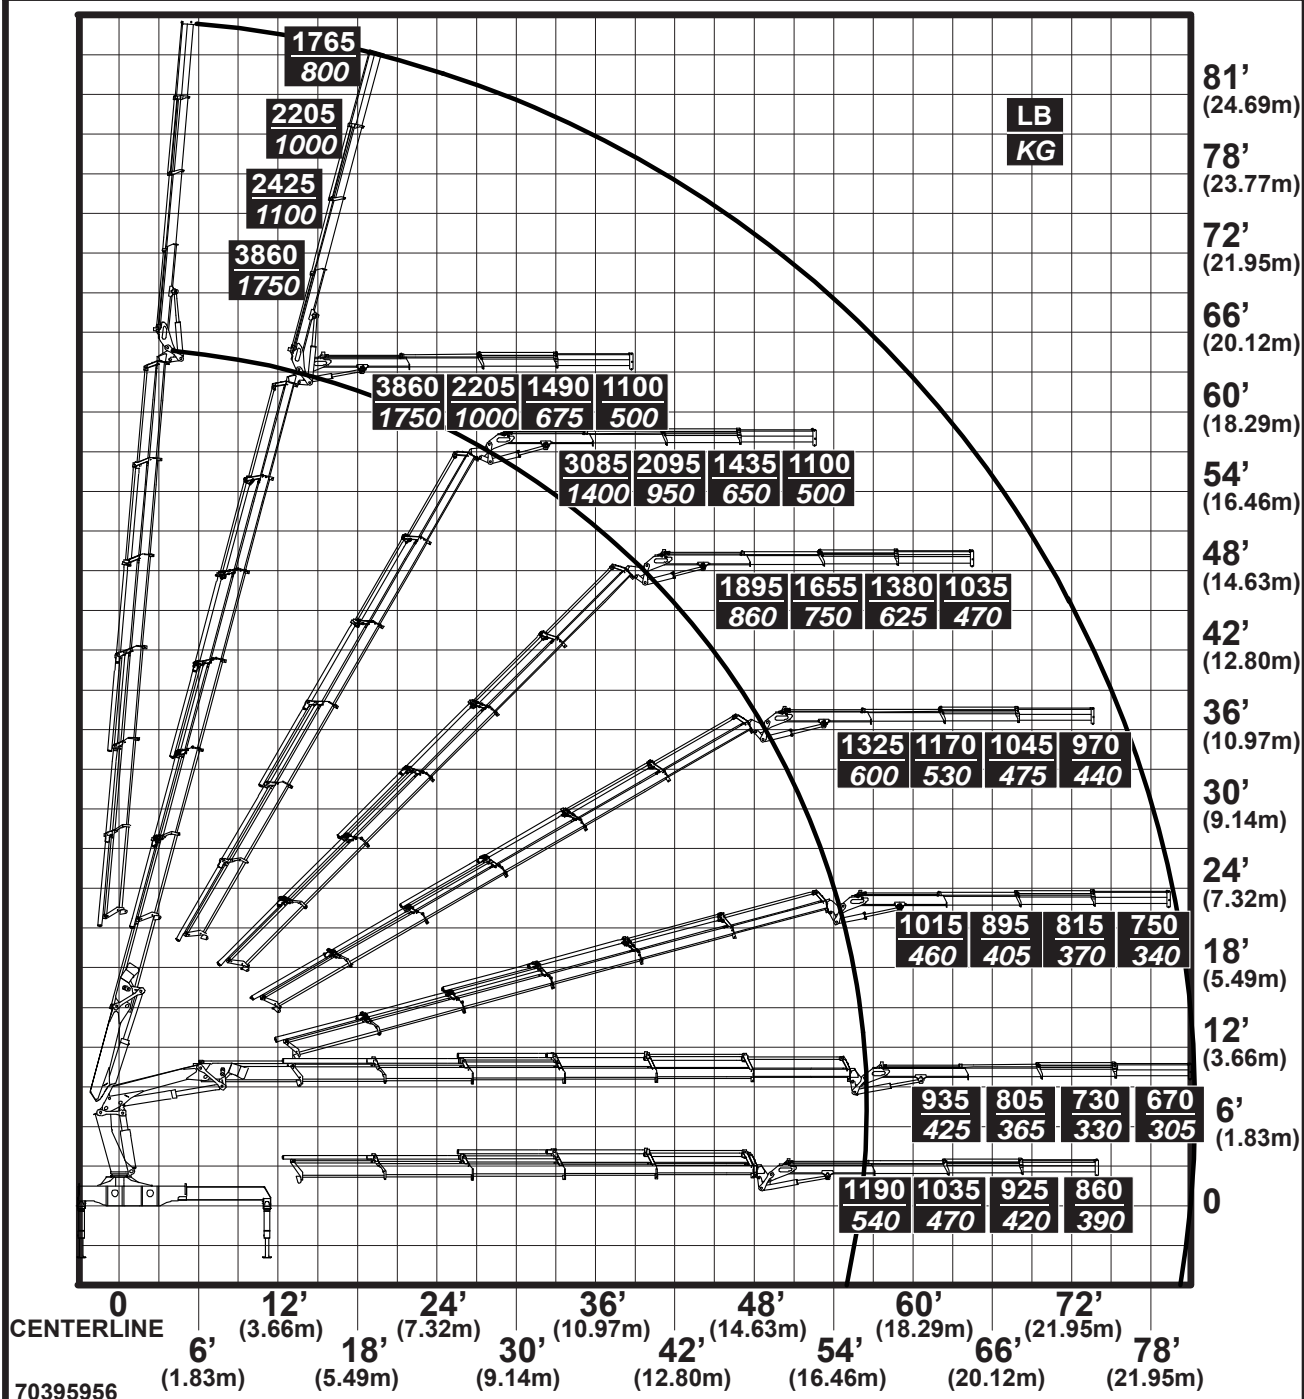 1765
800
2205
1000
2425
1100
3860
1750
LB
KG
81’
(24.69m)
78’
(23.77m)
72’
(21.95m)
66’
(20.12m)
60’
(18.29m)
54’
(16.46m)
48’
(14.63m)
42’
(12.80m)
36’
(10.97m)
30’
(9.14m)
24’
(7.32m)
18’
(5.49m)
12’
(3.66m)
6’
(1.83m)
0
3860 2205 1490 1100
1750 1000 675 500
3085 2095 1435 1100
1400 950 650 500
1895 1655 1380 1035
860 750 625 470
1325 1170 1045 970
600 530 475 440
1015 895 815 750
460 405 370 340
935 805 730 670
425 365 330 305
1190 1035 925 860
540 470 420 390
0 12’ 24’ 36’ 48’ 60’ 72’
CENTERLINE (3.66m) (7.32m) (10.97m) (14.63m) (18.29m) (21.95m)
6’ 18’ 30’ 42’ 54’ 66’ 78’
(1.83m) (5.49m) (9.14m) (12.80m) (16.46m) (20.12m) (21.95m)
70395956